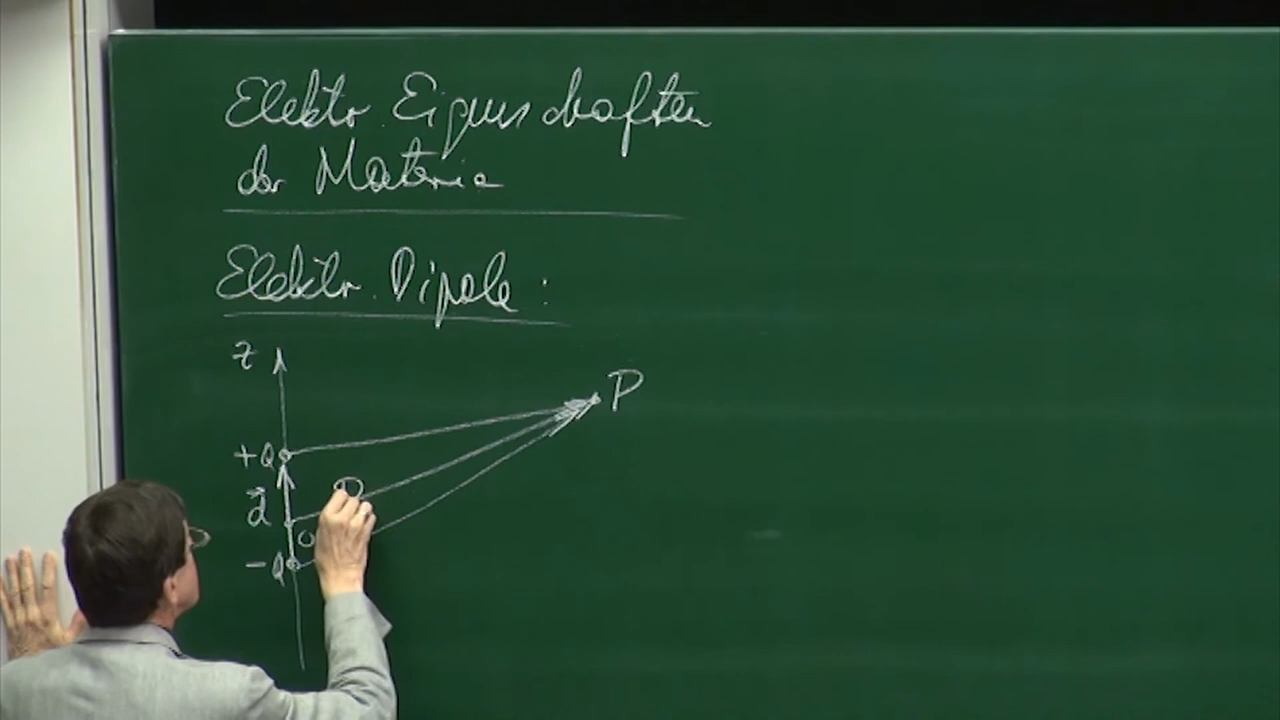 Elektr. Eigenschaften
der Materie
Elektr. Dipole:
z
P
+Q
d
O
-Q